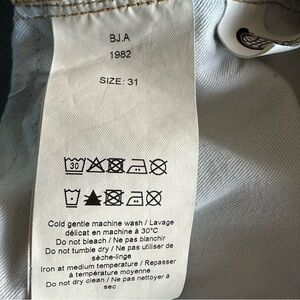 BJ.A
1982
SIZE: 31
30
Cold gentle machine wash / Lavage
délicat en machine à 30°C
Do not bleach / Ne pas blanchir
Do not tumble dry / Ne pas utiliser de
sèche-linge
Iron at medium temperature / Repasser
à température moyenne
Do not dry clean / Ne pas nettoyer à
sec